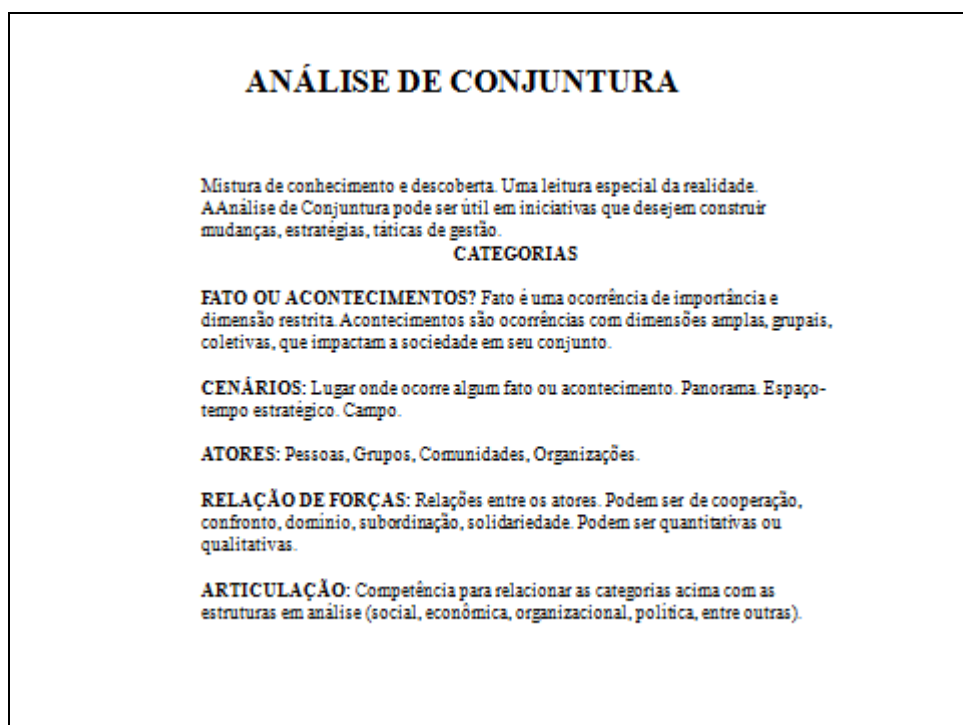 ANÁLISE DE CONJUNTURA
Mistura de conhecimento e descoberta. Uma leitura especial da realidade.
A Análise de Conjuntura pode ser útil em iniciativas que desejem construir
mudanças, estratégias, táticas de gestão.
CATEGORIAS
FATO OU ACONTECIMENTOS? Fato é uma ocorrência de importância e
dimensão restrita. Acontecimentos são ocorrências com dimensões amplas, grupais,
coletivas, que impactam a sociedade em seu conjunto.
CENÁRIOS: Lugar onde ocorre algum fato ou acontecimento. Panorama. Espaço-
tempo estratégico. Campo.
ATORES: Pessoas, Grupos, Comunidades, Organizações.
RELAÇÃO DE FORÇAS: Relações entre os atores. Podem ser de cooperação,
confronto, domínio, subordinação, solidariedade. Podem ser quantitativas ou
qualitativas.
ARTICULAÇÃO: Competência para relacionar as categorias acima com as
estruturas em análise (social, econômica, organizacional, política, entre outras).